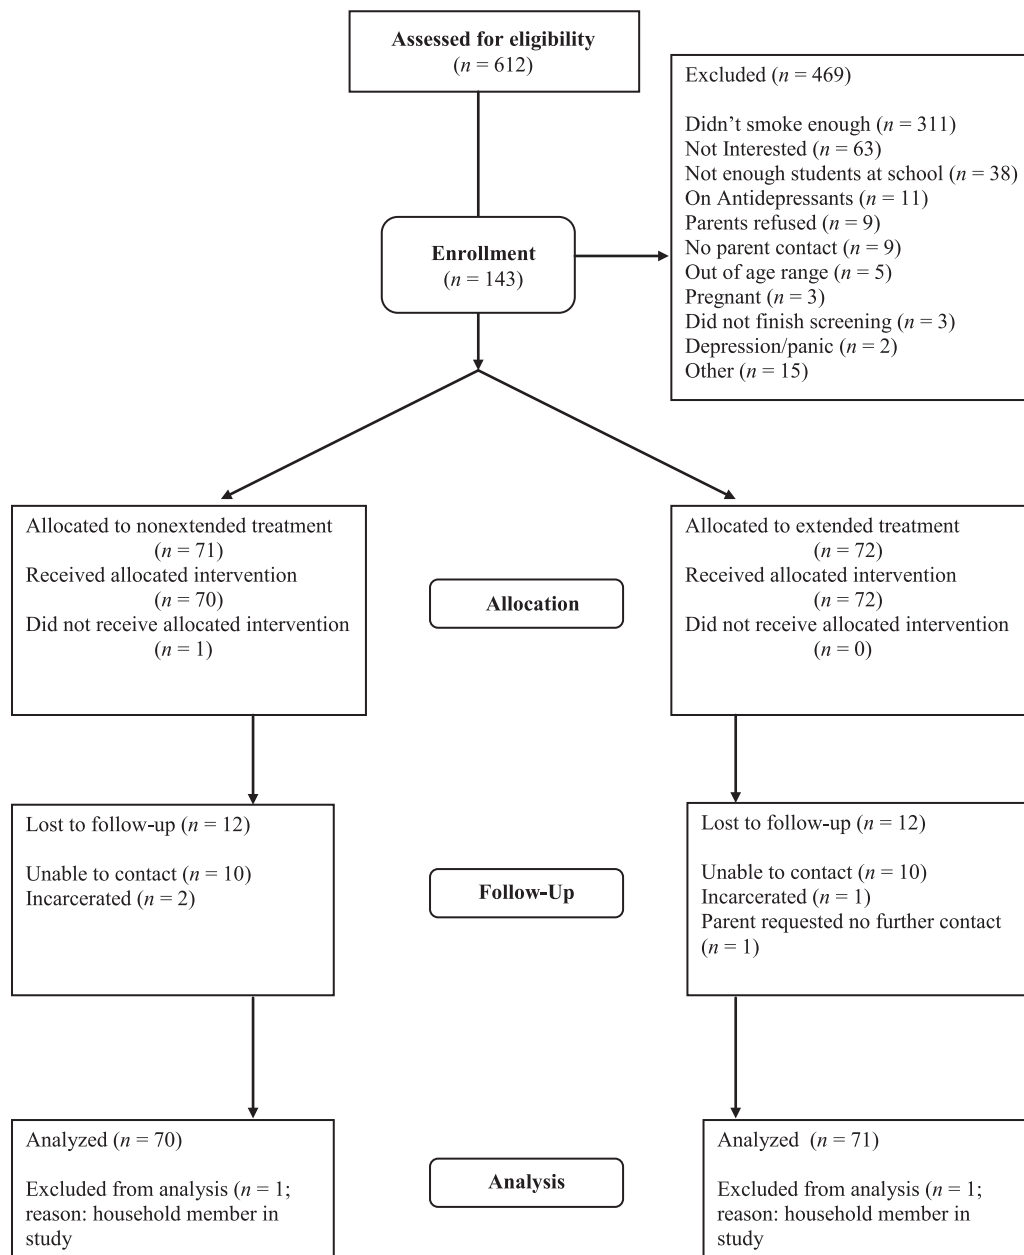 Assessed for eligibility
(n = 612)
Excluded (n = 469)
Didn't smoke enough (n = 311)
Not Interested (n = 63)
Not enough students at school (n = 38)
On Antidepressants (n = 11)
Parents refused (n = 9)
No parent contact (n = 9)
Out of age range (n = 5)
Pregnant (n = 3)
Did not finish screening (n = 3)
Depression/panic (n = 2)
Other (n = 15)
Enrollment
(n = 143)
Allocated to nonextended treatment
(n = 71)
Received allocated intervention
(n = 70)
Did not receive allocated intervention
(n = 1)
Allocation
Allocated to extended treatment
(n = 72)
Received allocated intervention
(n = 72)
Did not receive allocated intervention
(n = 0)
Lost to follow-up (n = 12)
Unable to contact (n = 10)
Incarcerated (n = 2)
Follow-Up
Lost to follow-up (n = 12)
Unable to contact (n = 10)
Incarcerated (n = 1)
Parent requested no further contact
(n = 1)
Analyzed (n = 70)
Excluded from analysis (n = 1;
reason: household member in
study
Analysis
Analyzed (n = 71)
Excluded from analysis (n = 1;
reason: household member in
study